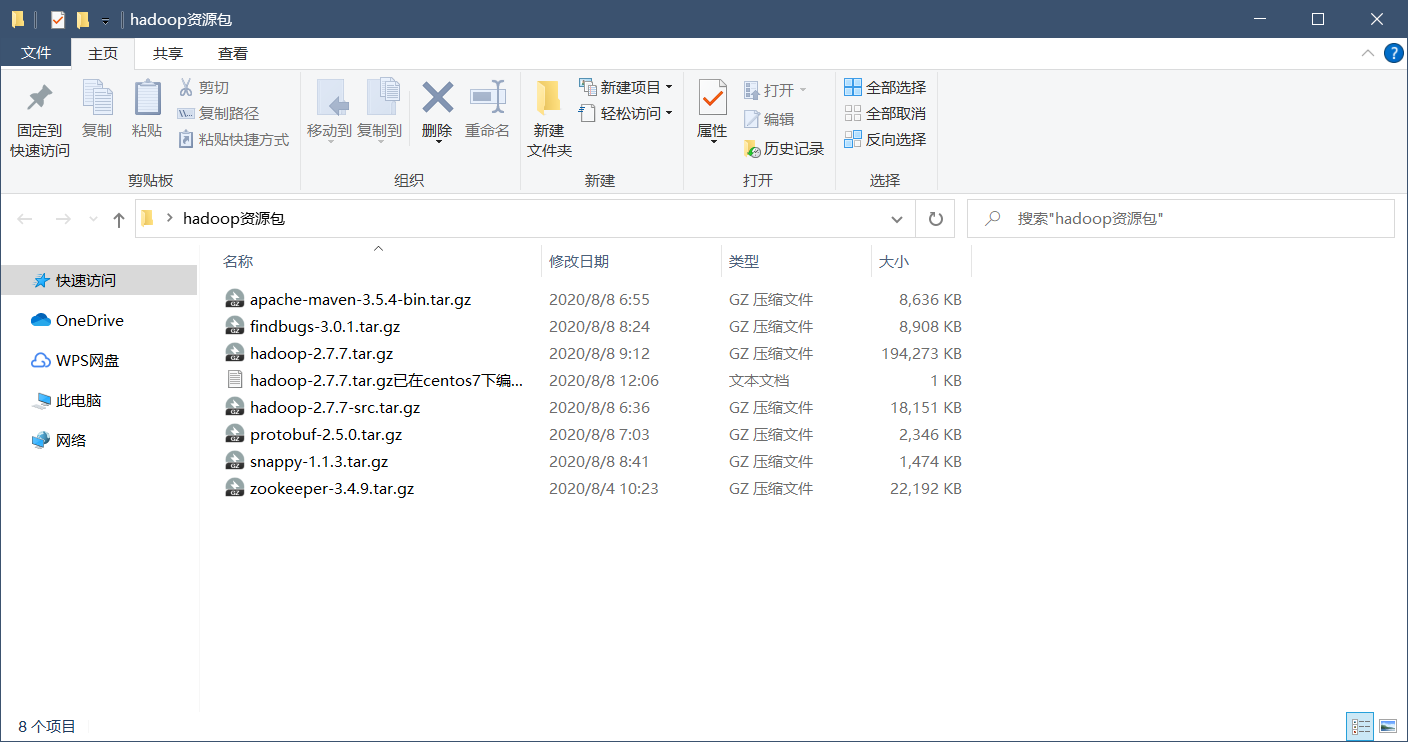 hadoop资源包
文件 主页 共享 查看
固定到
快速访问
复制
粘贴
剪切
复制路径
粘贴快捷方式
剪贴板
移动到
复制到
删除
重命名
组织
新建
文件夹
新建项目
轻松访问
新建
属性
打开
编辑
历史记录
打开
全部选择
全部取消
反向选择
选择
hadoop资源包
搜索"hadoop资源包"
快速访问
OneDrive
WPS网盘
此电脑
网络
名称 修改日期 类型 大小
apache-maven-3.5.4-bin.tar.gz 2020/8/8 6:55 GZ 压缩文件 8,636 KB
findbugs-3.0.1.tar.gz 2020/8/8 8:24 GZ 压缩文件 8,908 KB
hadoop-2.7.7.tar.gz 2020/8/8 9:12 GZ 压缩文件 194,273 KB
hadoop-2.7.7.tar.gz已在centos7下编... 2020/8/8 12:06 文本文档 1 KB
hadoop-2.7.7-src.tar.gz 2020/8/8 6:36 GZ 压缩文件 18,151 KB
protobuf-2.5.0.tar.gz 2020/8/8 7:03 GZ 压缩文件 2,346 KB
snappy-1.1.3.tar.gz 2020/8/8 8:41 GZ 压缩文件 1,474 KB
zookeeper-3.4.9.tar.gz 2020/8/4 10:23 GZ 压缩文件 22,192 KB
8 个项目